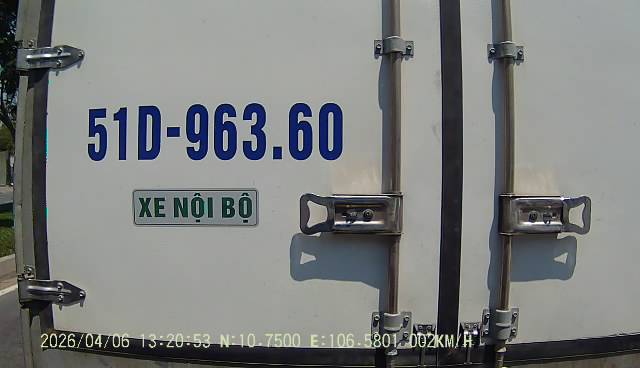 51D-963.60
XE NỘI BỘ
2026/04/06 13:20:53 N:10.7500 E:106.5801 002KM/H